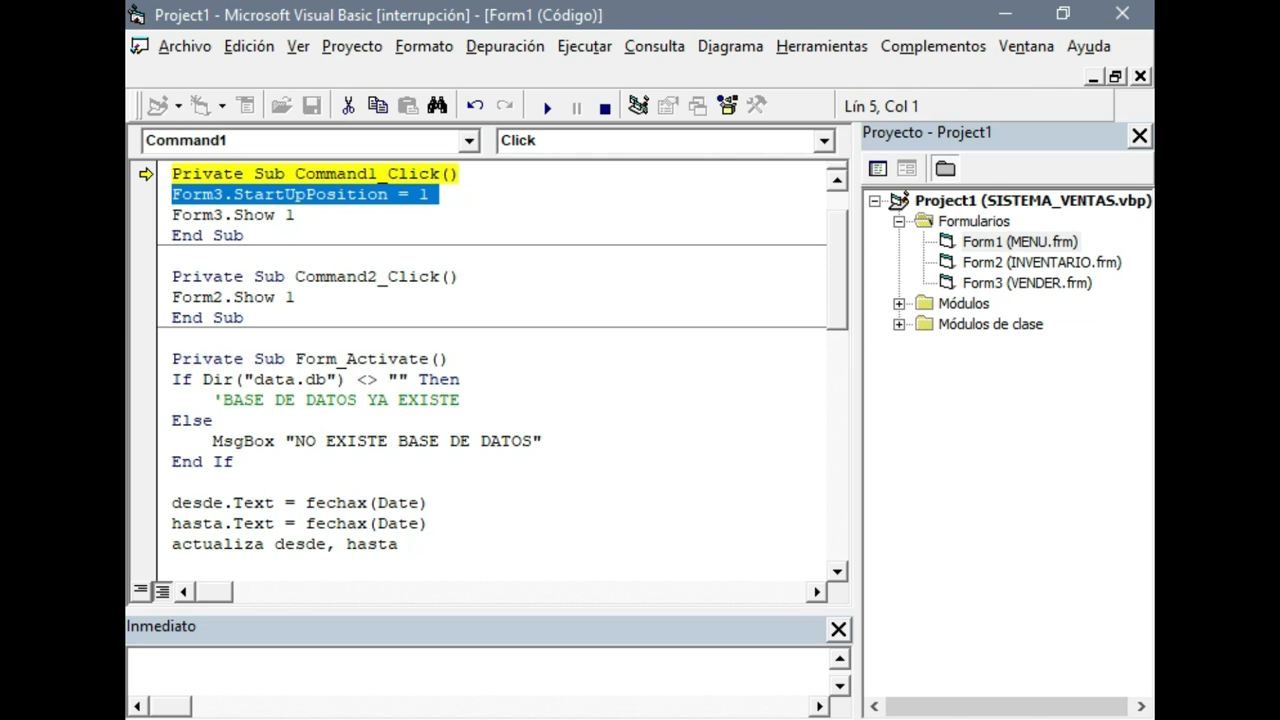 Project1 - Microsoft Visual Basic [interrupción] - [Form1 (Código)]
Archivo Edición Ver Proyecto Formato Depuración Ejecutar Consulta Diagrama Herramientas Complementos Ventana Ayuda
Lín 5, Col 1
Command1 Click
Private Sub Command1_Click()
Form3.StartUpPosition = 1
Form3.Show 1
End Sub
Private Sub Command2_Click()
Form2.Show 1
End Sub
Private Sub Form_Activate()
If Dir("data.db") <> "" Then
'BASE DE DATOS YA EXISTE
Else
MsgBox "NO EXISTE BASE DE DATOS"
End If
desde.Text = fechax(Date)
hasta.Text = fechax(Date)
actualiza desde, hasta
Inmediato
Proyecto - Project1
Project1 (SISTEMA_VENTAS.vbp)
Formularios
Form1 (MENU.frm)
Form2 (INVENTARIO.frm)
Form3 (VENDER.frm)
Módulos
Módulos de clase